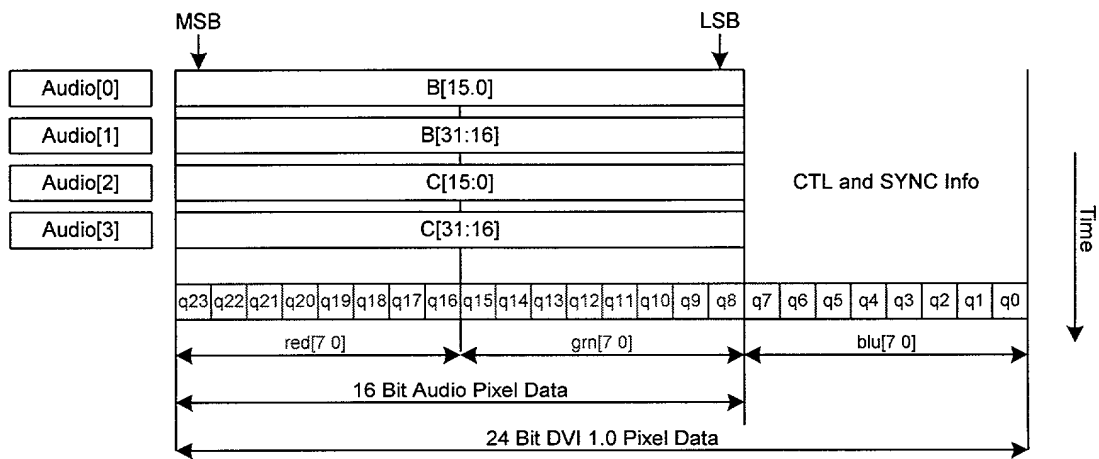 MSB LSB
Audio[0] B[15.0]
Audio[1] B[31:16]
Audio[2] C[15:0] CTL and SYNC Info
Audio[3] C[31:16]
Time
q23 q22 q21 q20 q19 q18 q17 q16 q15 q14 q13 q12 q11 q10 q9 q8 q7 q6 q5 q4 q3 q2 q1 q0
red[7 0] grn[7 0] blu[7 0]
16 Bit Audio Pixel Data
24 Bit DVI 1.0 Pixel Data